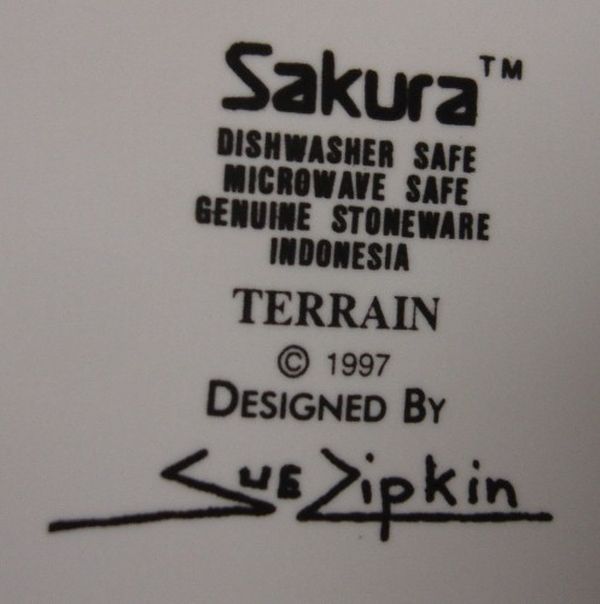 Sakura™
DISHWASHER SAFE
MICROWAVE SAFE
GENUINE STONEWARE
INDONESIA
TERRAIN
© 1997
DESIGNED BY
SUE Zipkin